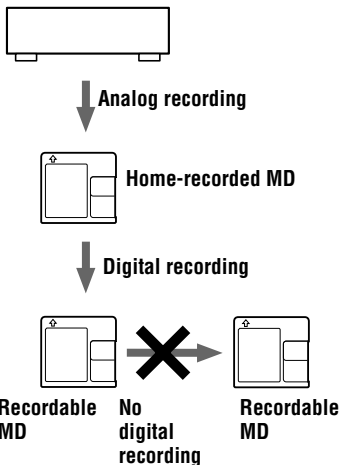 Analog recording
Home-recorded MD
Digital recording
Recordable MD
No digital recording
Recordable MD